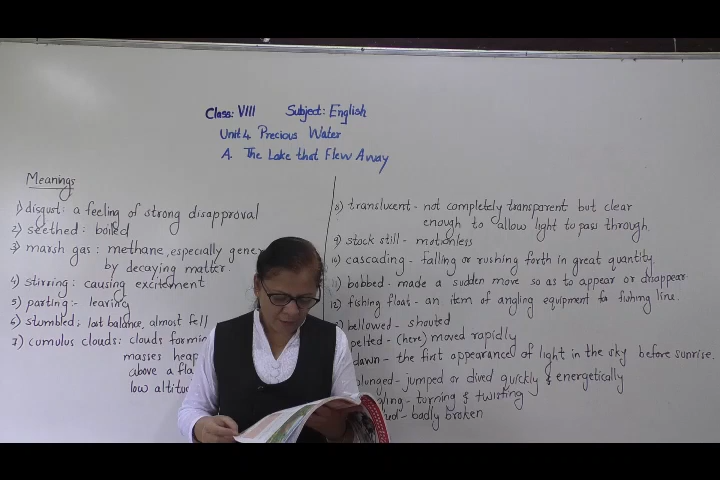 Class: VIII Subject: English
Unit 4 Precious Water
A. The Lake that Flew Away
Meanings
1) disgust: a feeling of strong disapproval
2) seethed: boiled
3) marsh gas: methane, especially gener
by decaying matter.
4) stirring: causing excitement
5) parting:- leaving
6) stumbled: lost balance, almost fell
7) cumulus clouds: clouds formin
masses heap
above a fla
low altitu
8) translucent - not completely transparent but clear
enough to allow light to pass through.
9) stock still - motionless
10) cascading - falling or rushing forth in great quantity.
11) bobbed - made a sudden move so as to appear or disappear
12) fishing float - an item of angling equipment for fishing line.
bellowed - shouted
pelted - (here) moved rapidly
dawn - the first appearance of light in the sky before sunrise.
plunged - jumped or dived quickly & energetically
ling - turning & twisting
- badly broken